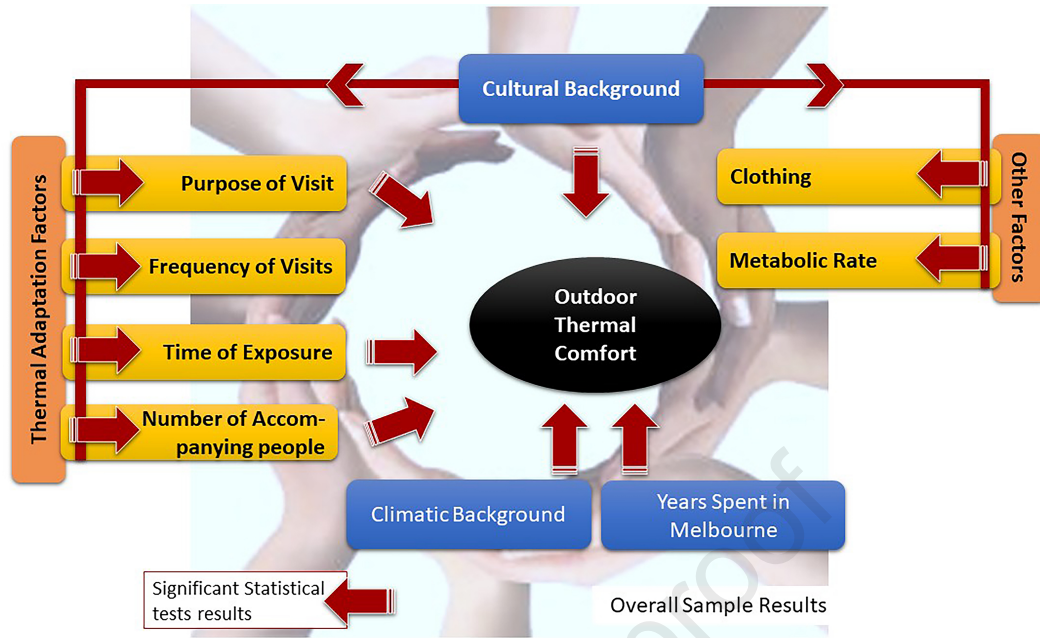 Cultural Background
Thermal Adaptation Factors
Purpose of Visit
Frequency of Visits
Time of Exposure
Number of Accom-
panying people
Clothing
Metabolic Rate
Other Factors
Outdoor
Thermal
Comfort
Climatic Background
Years Spent in
Melbourne
Significant Statistical
tests results
Overall Sample Results
proof